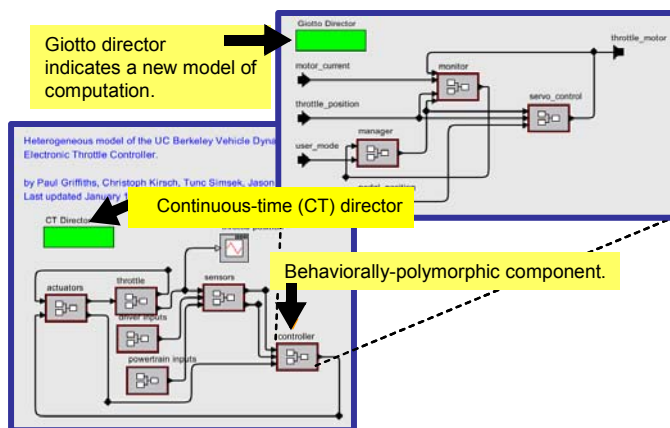 Giotto director
indicates a new model of
computation.
Giotto Director
throttle_motor
motor_current
monitor
throttle_position
servo_control
manager
user_mode
Heterogeneous model of the UC Berkeley Vehicle
Electronic Throttle Controller.
by Paul Griffiths, Christoph Kirsch, Tunc Simsek, Jason
Last updated January
Continuous-time (CT) director
CT Director
Behaviorally-polymorphic component.
actuators
throttle
sensors
driver inputs
controller
powertrain inputs